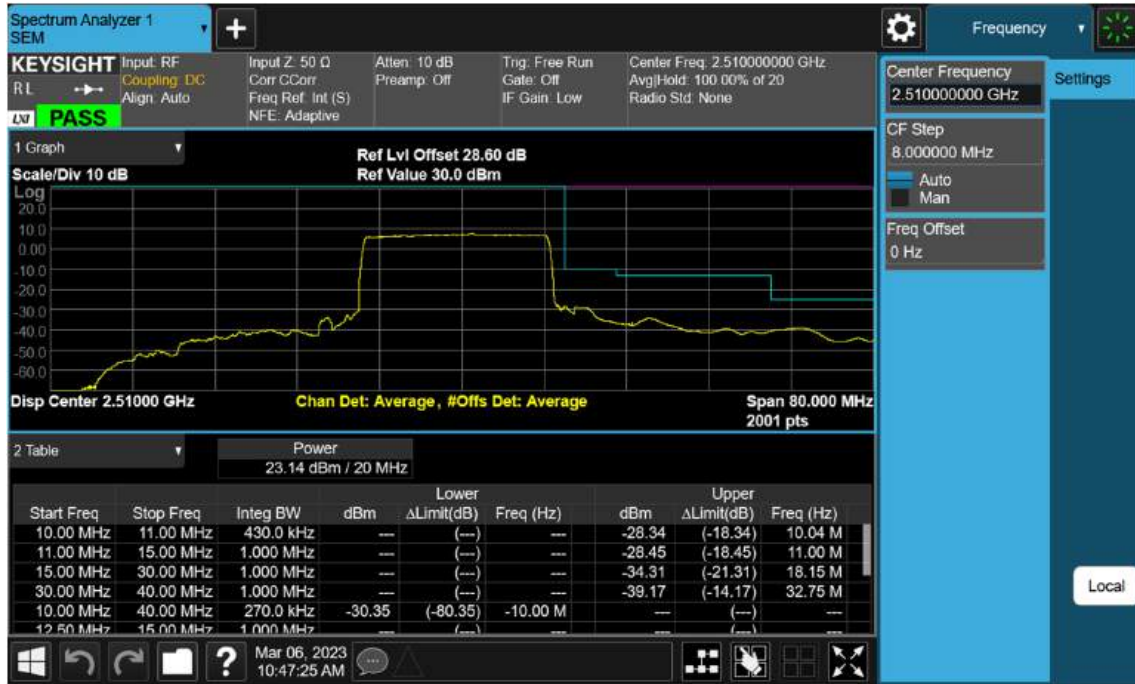 Spectrum Analyzer 1
SEM
Frequency
KEYSIGHT
RL
LXI
PASS
Input: RF
Coupling: DC
Align: Auto
Input Z: 50 Ω
Corr CCorr
Freq Ref: Int (S)
NFE: Adaptive
Atten: 10 dB
Preamp: Off
Trig: Free Run
Gate: Off
IF Gain: Low
Center Freq: 2.510000000 GHz
Avg|Hold: 100.00% of 20
Radio Std: None
Center Frequency
2.510000000 GHz
Settings
CF Step
8.000000 MHz
Auto
Man
Freq Offset
0 Hz
Local
1 Graph
Ref Lvl Offset 28.60 dB
Scale/Div 10 dB
Ref Value 30.0 dBm
Log
20.0
10.0
0.00
-10.0
-20.0
-30.0
-40.0
-50.0
-60.0
Disp Center 2.51000 GHz
Chan Det: Average, #Offs Det: Average
Span 80.000 MHz
2001 pts
2 Table
Power
23.14 dBm / 20 MHz
Lower Upper
Start Freq Stop Freq Integ BW dBm ΔLimit(dB) Freq (Hz) dBm ΔLimit(dB) Freq (Hz)
10.00 MHz 11.00 MHz 430.0 kHz --- (---) --- -28.34 (-18.34) 10.04 M
11.00 MHz 15.00 MHz 1.000 MHz --- (---) --- -28.45 (-18.45) 11.00 M
15.00 MHz 30.00 MHz 1.000 MHz --- (---) --- -34.31 (-21.31) 18.15 M
30.00 MHz 40.00 MHz 1.000 MHz --- (---) --- -39.17 (-14.17) 32.75 M
10.00 MHz 40.00 MHz 270.0 kHz -30.35 (-80.35) -10.00 M --- (---) ---
12.50 MHz 15.00 MHz 1.000 MHz --- (---) --- --- (---) ---
Mar 06, 2023
10:47:25 AM